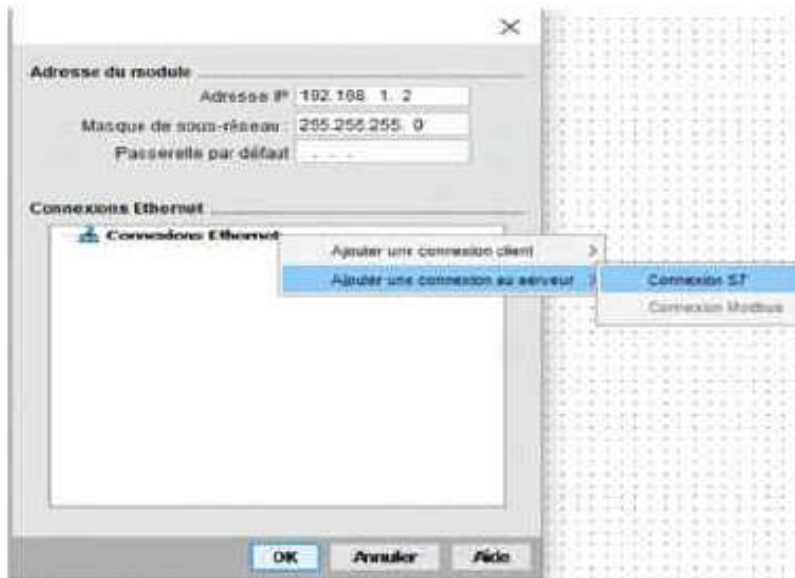 Adresse du module
Adresse IP 192.168. 1. 2
Masque de sous-réseau : 255.255.255. 0
Passerelle par défaut . . .
Connexions Ethernet
Connexions Ethernet
Ajouter une connexion client >
Ajouter une connexion au serveur >
Connexion S7
Connexion Modbus
OK Annuler Aide